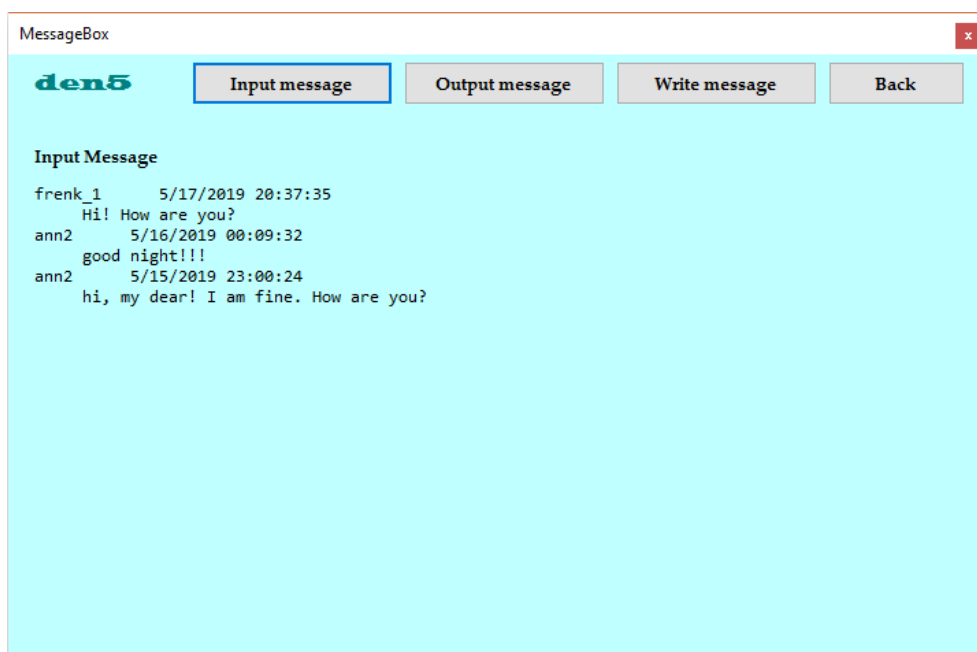 MessageBox
x
den5
Input message Output message Write message Back
Input Message
frenk_1 5/17/2019 20:37:35
Hi! How are you?
ann2 5/16/2019 00:09:32
good night!!!
ann2 5/15/2019 23:00:24
hi, my dear! I am fine. How are you?